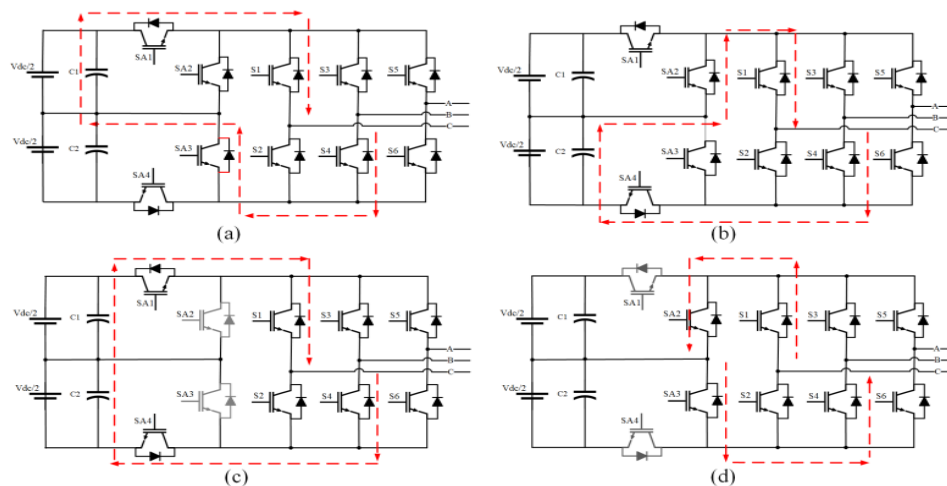 SA1
Vdc/2
C1
SA2
S1
S3
S5
A
B
C
Vdc/2
C2
SA3
S2
S4
S6
SA4
(a)
SA1
Vdc/2
C1
SA2
S1
S3
S5
A
B
C
Vdc/2
C2
SA3
S2
S4
S6
SA4
(b)
SA1
Vdc/2
C1
SA2
S1
S3
S5
A
B
C
Vdc/2
C2
SA3
S2
S4
S6
SA4
(c)
SA1
Vdc/2
C1
SA2
S1
S3
S5
A
B
C
Vdc/2
C2
SA3
S2
S4
S6
SA4
(d)